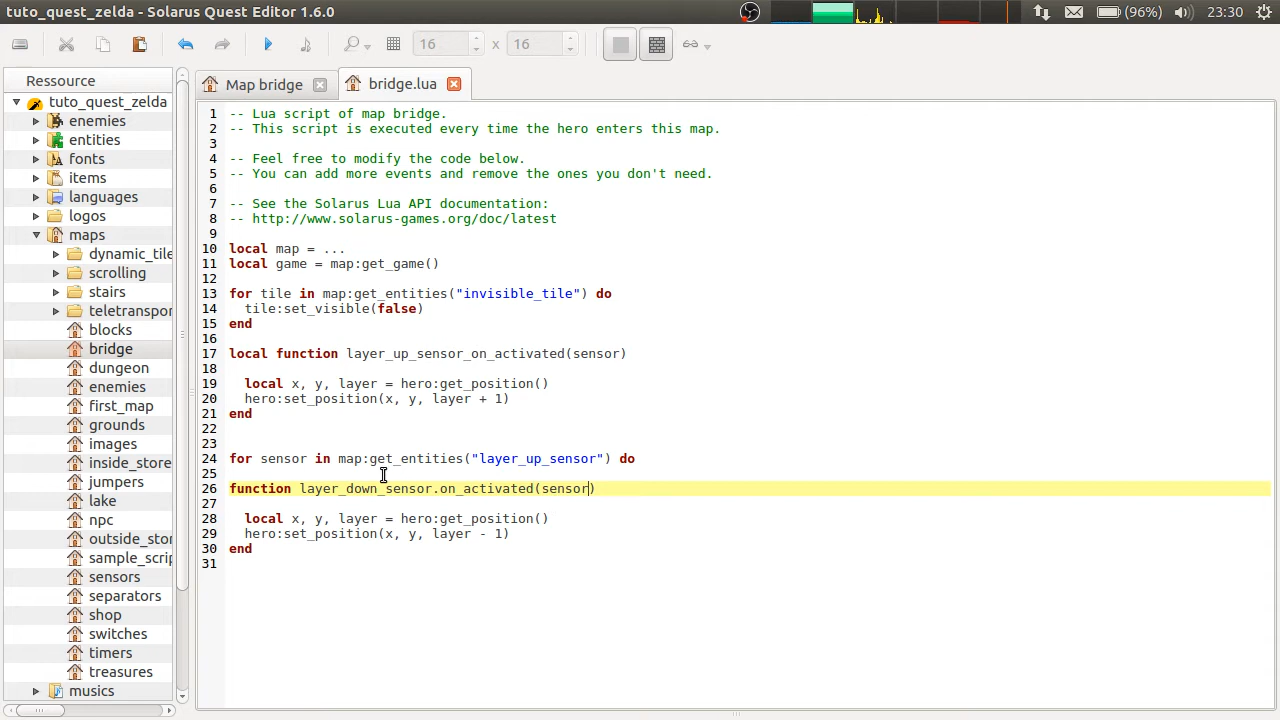 tuto_quest_zelda - Solarus Quest Editor 1.6.0
(96%)
23:30
16
x
16
Ressource
tuto_quest_zelda
enemies
entities
fonts
items
languages
logos
maps
dynamic_tile
scrolling
stairs
teletranspor
blocks
bridge
dungeon
enemies
first_map
grounds
images
inside_store
jumpers
lake
npc
outside_stor
sample_scrip
sensors
separators
shop
switches
timers
treasures
musics
Map bridge
bridge.lua
1 -- Lua script of map bridge.
2 -- This script is executed every time the hero enters this map.
3
4 -- Feel free to modify the code below.
5 -- You can add more events and remove the ones you don't need.
6
7 -- See the Solarus Lua API documentation:
8 -- http://www.solarus-games.org/doc/latest
9
10 local map = ...
11 local game = map:get_game()
12
13 for tile in map:get_entities("invisible_tile") do
14   tile:set_visible(false)
15 end
16
17 local function layer_up_sensor_on_activated(sensor)
18
19   local x, y, layer = hero:get_position()
20   hero:set_position(x, y, layer + 1)
21 end
22
23
24 for sensor in map:get_entities("layer_up_sensor") do
25
26 function layer_down_sensor.on_activated(sensor)
27
28   local x, y, layer = hero:get_position()
29   hero:set_position(x, y, layer - 1)
30 end
31